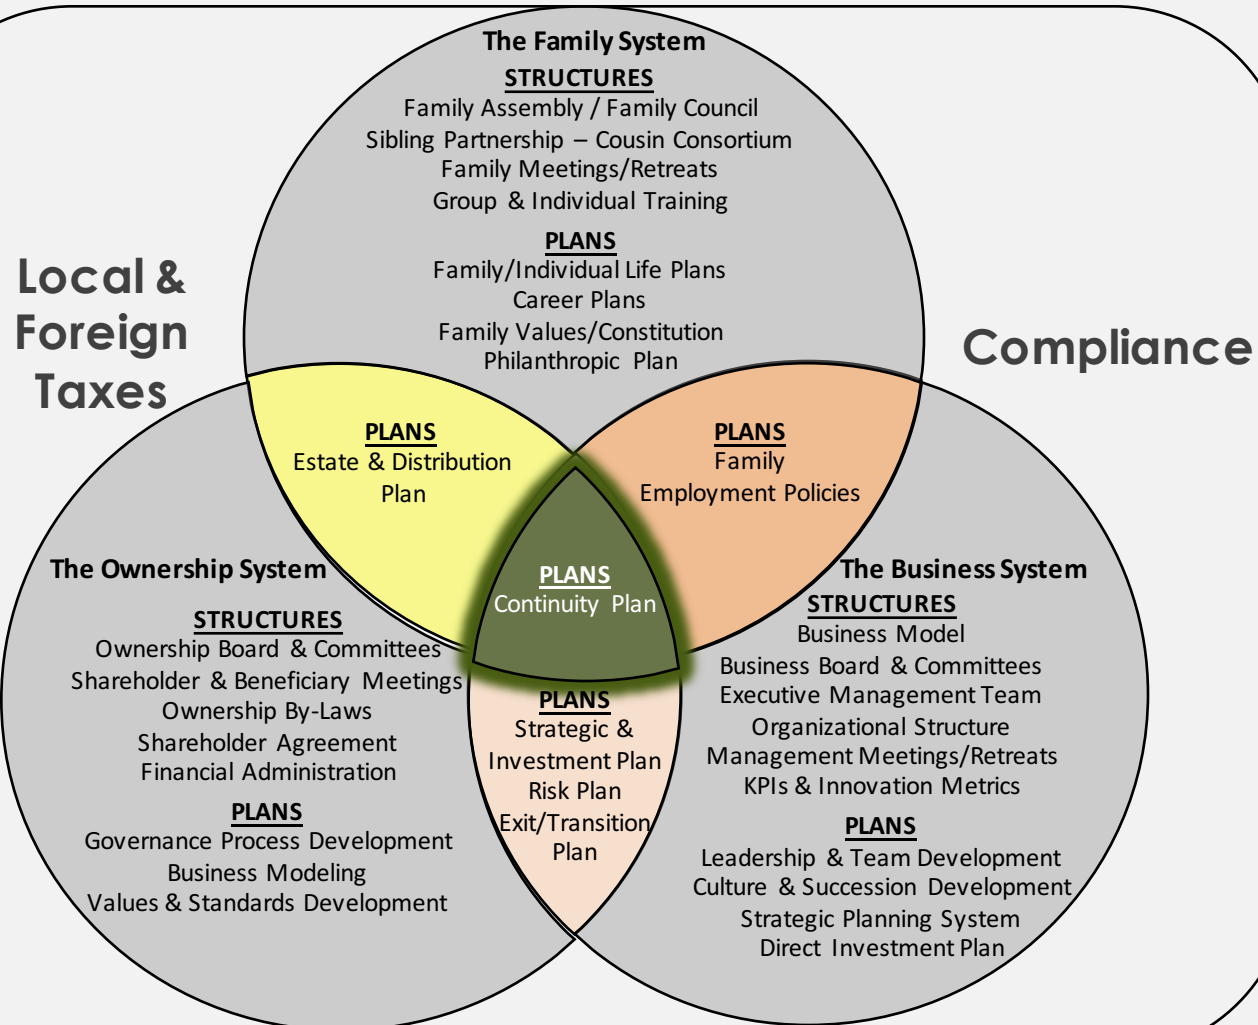 The Family System
STRUCTURES
Family Assembly / Family Council
Sibling Partnership – Cousin Consortium
Family Meetings/Retreats
Group & Individual Training
PLANS
Family/Individual Life Plans
Career Plans
Family Values/Constitution
Philanthropic Plan
Local &
Foreign
Taxes
Compliance
PLANS
Estate & Distribution
Plan
PLANS
Family
Employment Policies
PLANS
Continuity Plan
The Ownership System
STRUCTURES
Ownership Board & Committees
Shareholder & Beneficiary Meetings
Ownership By-Laws
Shareholder Agreement
Financial Administration
PLANS
Governance Process Development
Business Modeling
Values & Standards Development
PLANS
Strategic &
Investment Plan
Risk Plan
Exit/Transition
Plan
The Business System
STRUCTURES
Business Model
Business Board & Committees
Executive Management Team
Organizational Structure
Management Meetings/Retreats
KPIs & Innovation Metrics
PLANS
Leadership & Team Development
Culture & Succession Development
Strategic Planning System
Direct Investment Plan